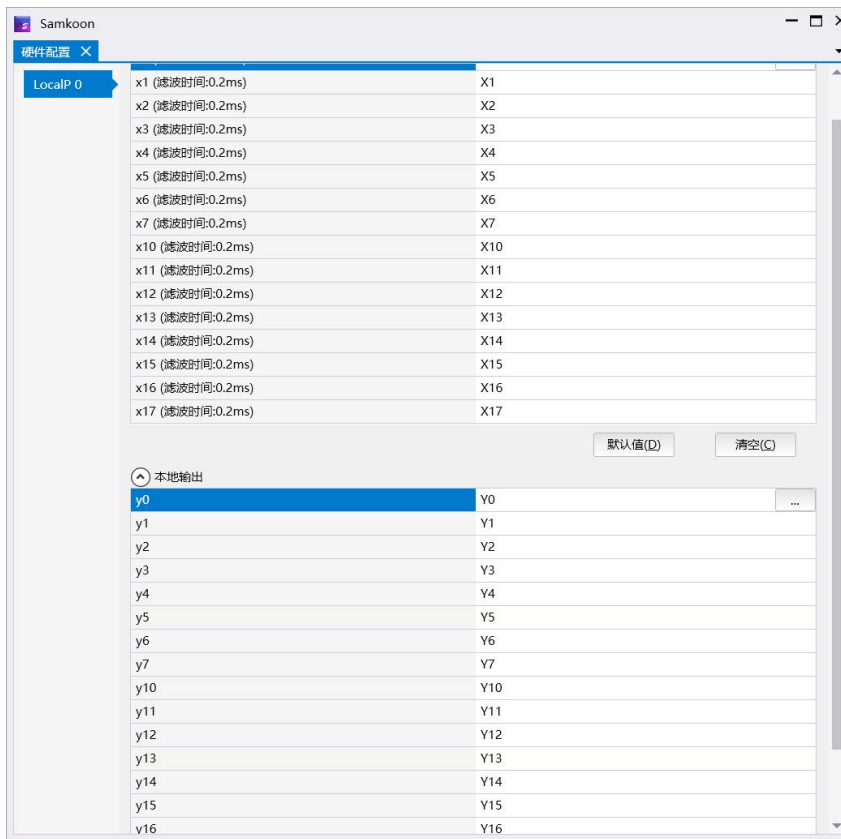 Samkoon
硬件配置
LocalP 0
x1 (滤波时间:0.2ms) X1
x2 (滤波时间:0.2ms) X2
x3 (滤波时间:0.2ms) X3
x4 (滤波时间:0.2ms) X4
x5 (滤波时间:0.2ms) X5
x6 (滤波时间:0.2ms) X6
x7 (滤波时间:0.2ms) X7
x10 (滤波时间:0.2ms) X10
x11 (滤波时间:0.2ms) X11
x12 (滤波时间:0.2ms) X12
x13 (滤波时间:0.2ms) X13
x14 (滤波时间:0.2ms) X14
x15 (滤波时间:0.2ms) X15
x16 (滤波时间:0.2ms) X16
x17 (滤波时间:0.2ms) X17
默认值(D) 清空(C)
本地输出
y0 Y0 ...
y1 Y1
y2 Y2
y3 Y3
y4 Y4
y5 Y5
y6 Y6
y7 Y7
y10 Y10
y11 Y11
y12 Y12
y13 Y13
y14 Y14
y15 Y15
y16 Y16